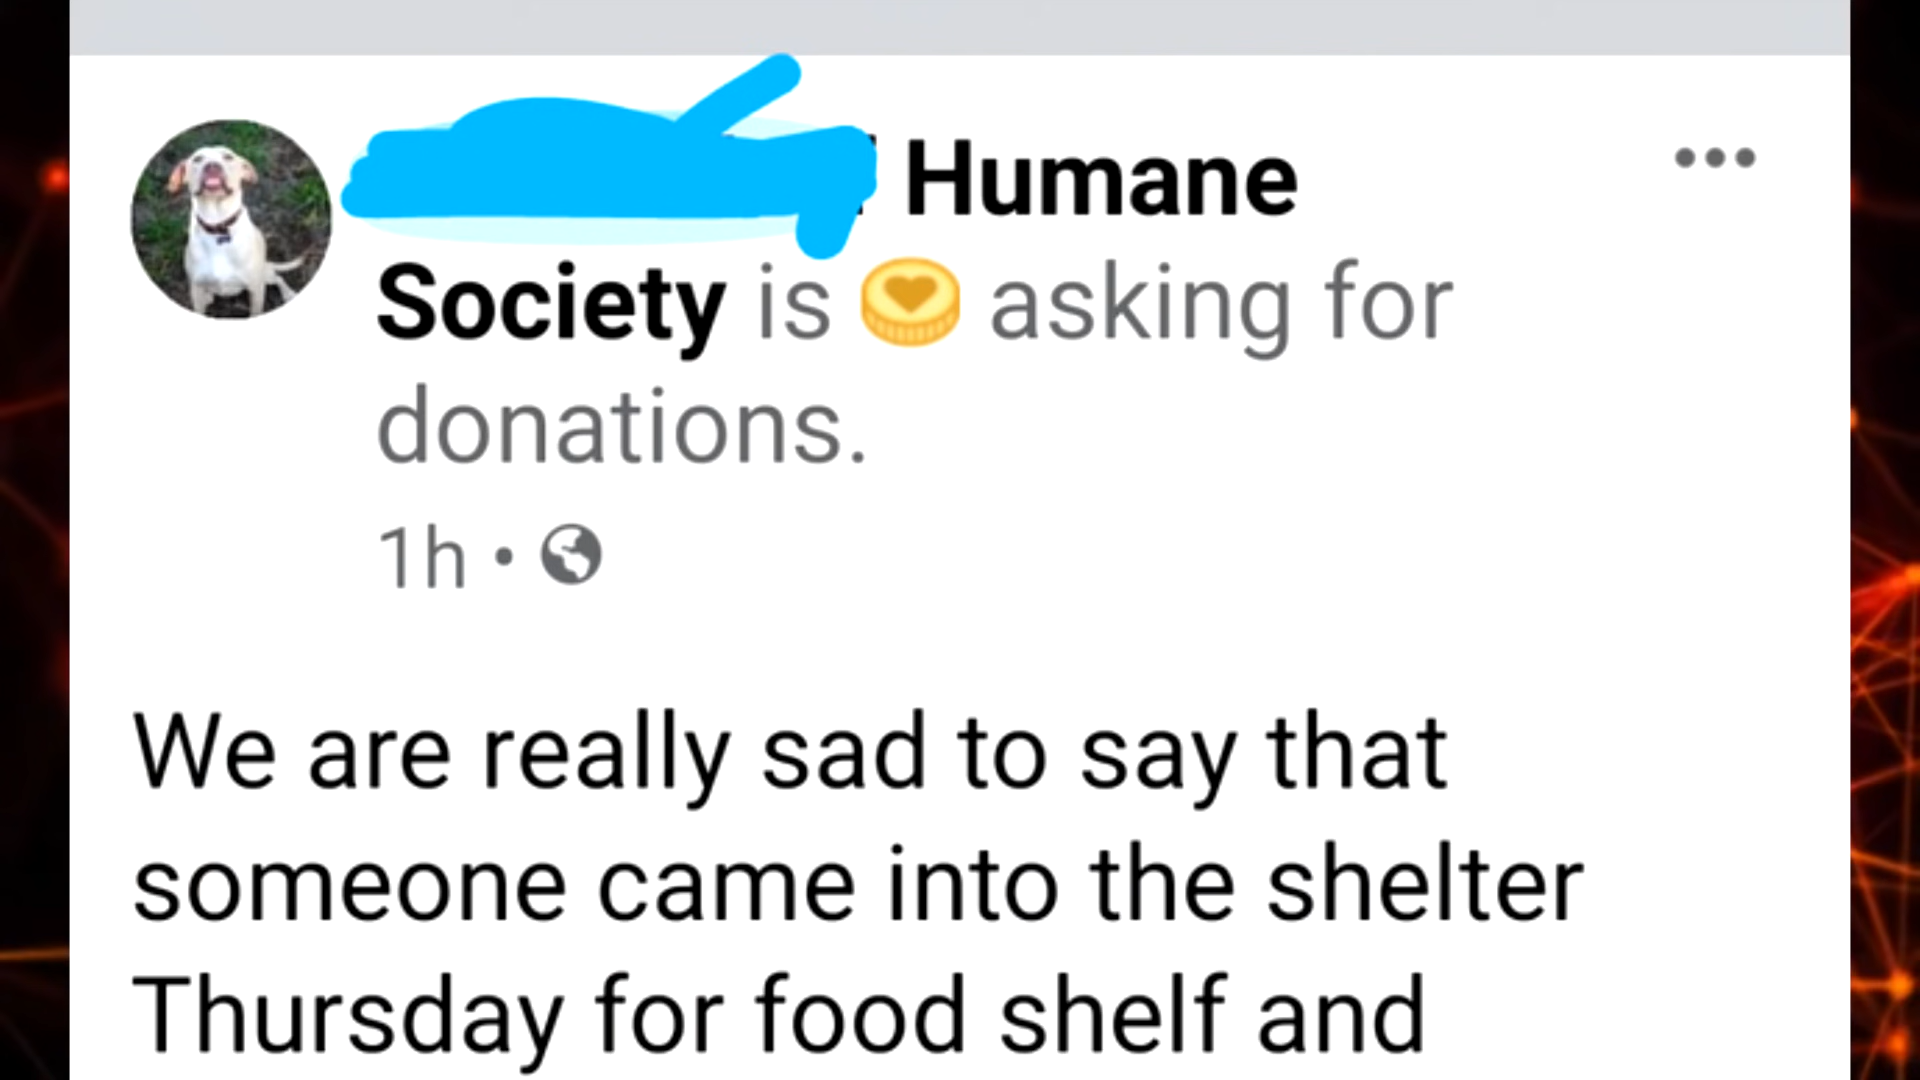 Humane
Society is asking for
donations.
1h •
We are really sad to say that
someone came into the shelter
Thursday for food shelf and